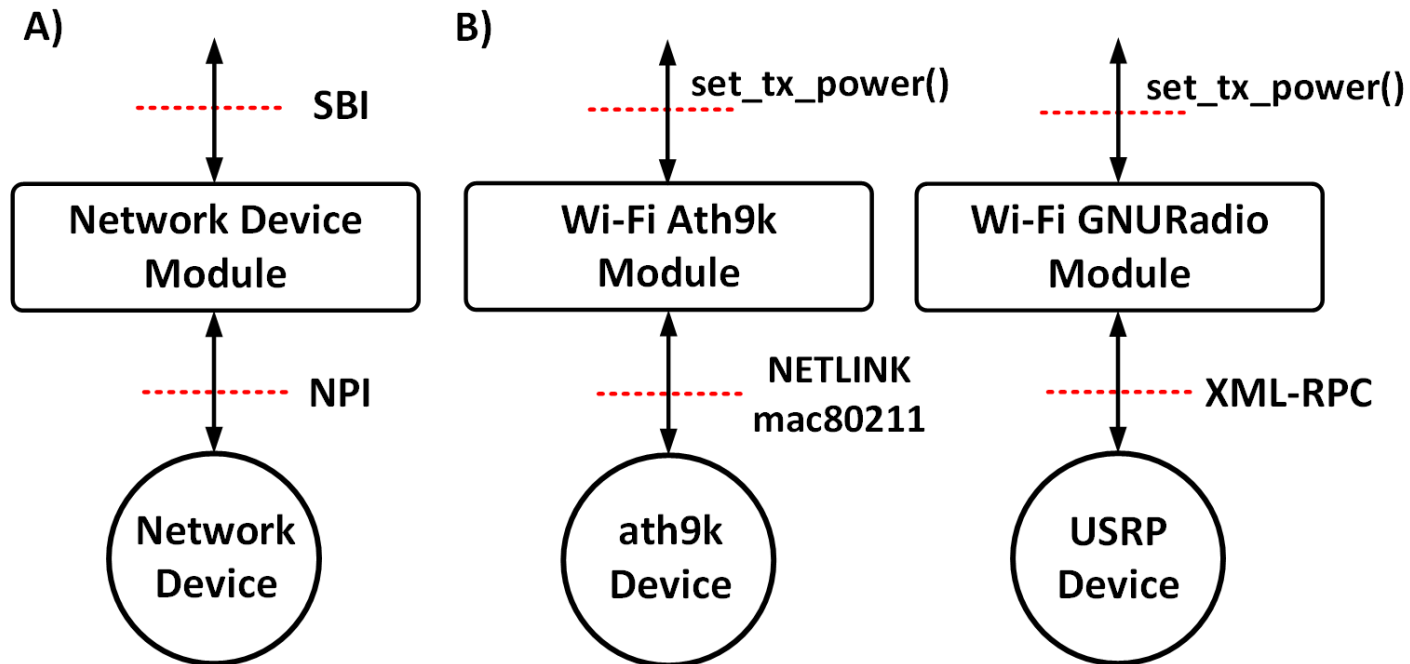 A)
SBI
Network Device
Module
NPI
Network
Device
B)
set_tx_power()
Wi-Fi Ath9k
Module
NETLINK
mac80211
ath9k
Device
set_tx_power()
Wi-Fi GNURadio
Module
XML-RPC
USRP
Device